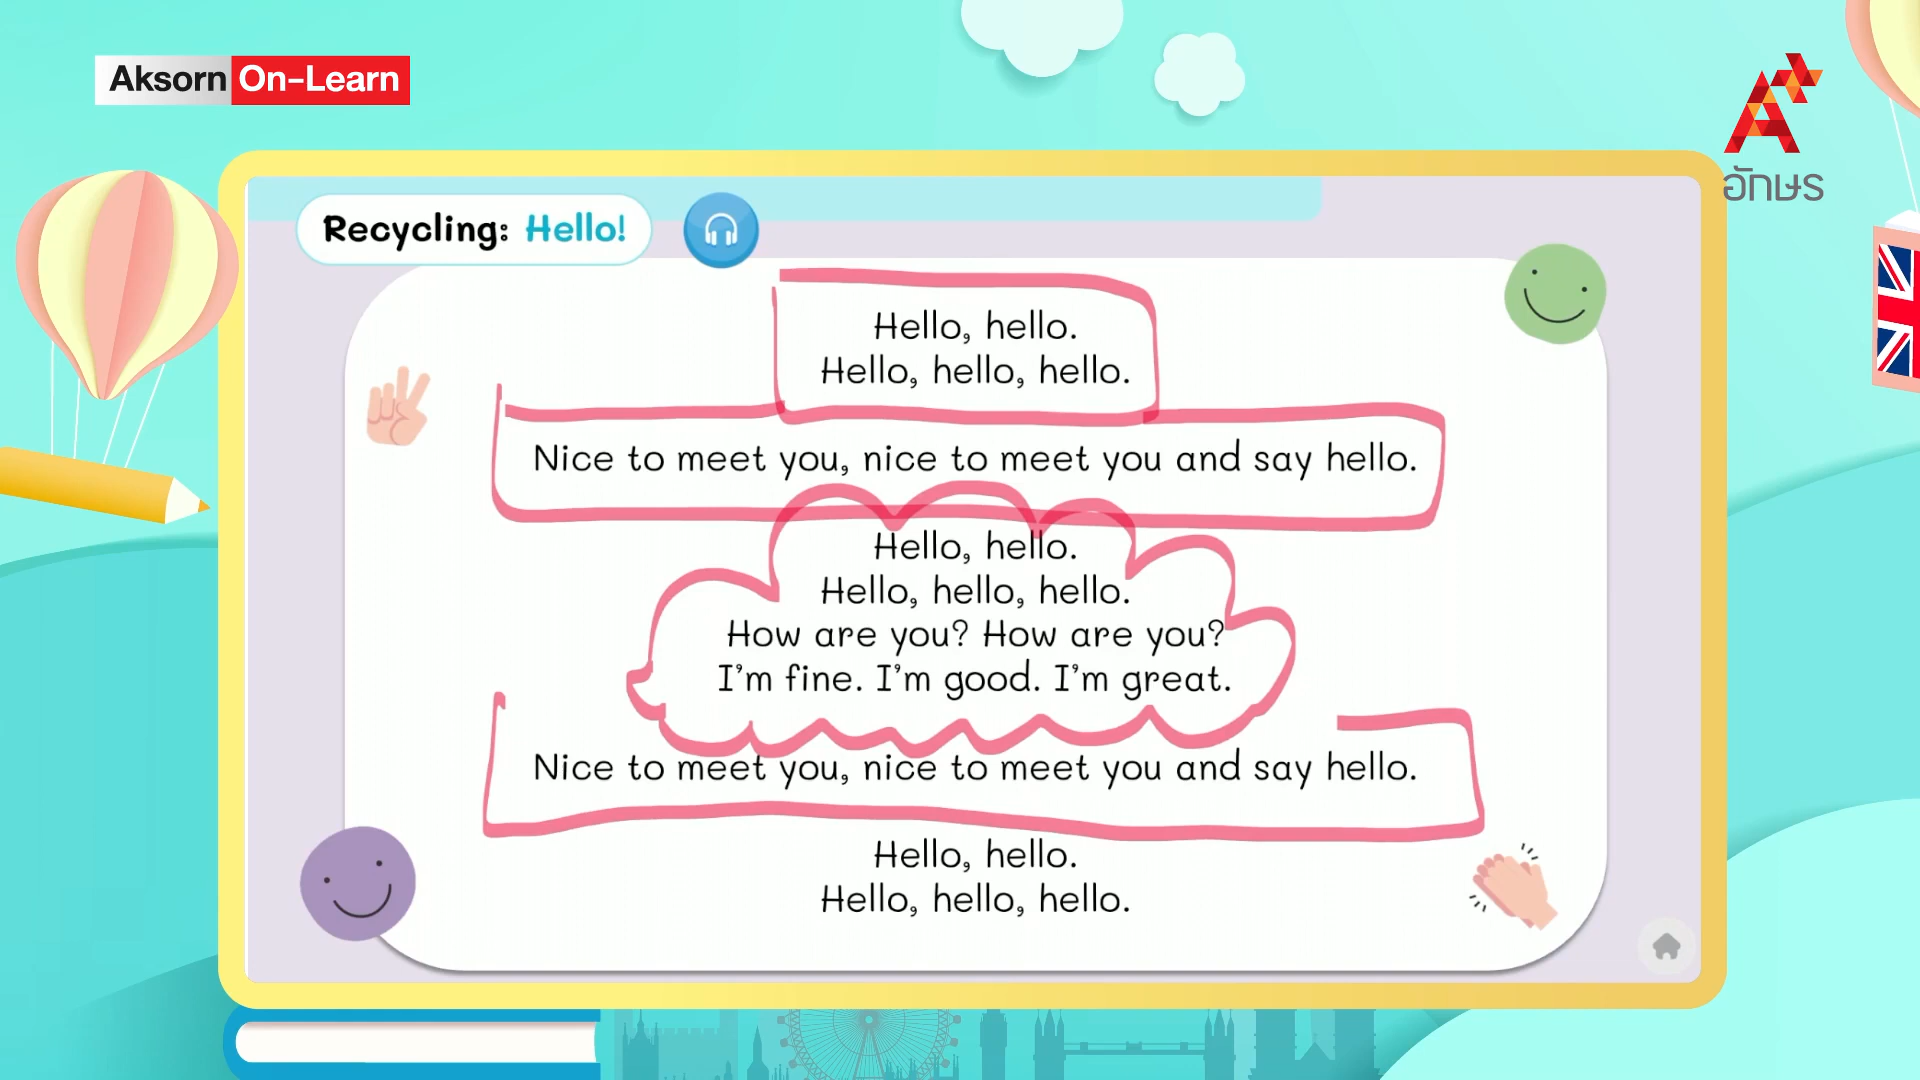 Aksorn On-Learn
อักษร
Recycling: Hello!
Hello, hello.
Hello, hello, hello.
Nice to meet you, nice to meet you and say hello.
Hello, hello.
Hello, hello, hello.
How are you? How are you?
I'm fine. I'm good. I'm great.
Nice to meet you, nice to meet you and say hello.
Hello, hello.
Hello, hello, hello.